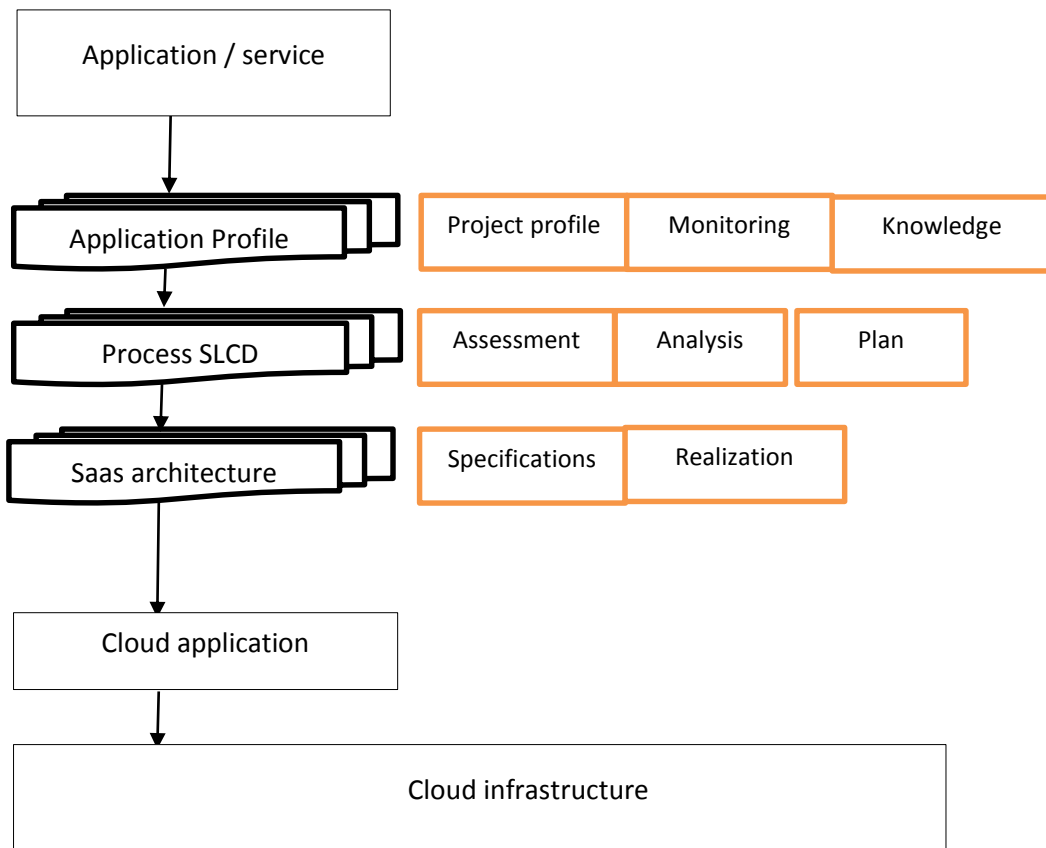 Application / service
Application Profile
Project profile
Monitoring
Knowledge
Process SLCD
Assessment
Analysis
Plan
Saas architecture
Specifications
Realization
Cloud application
Cloud infrastructure